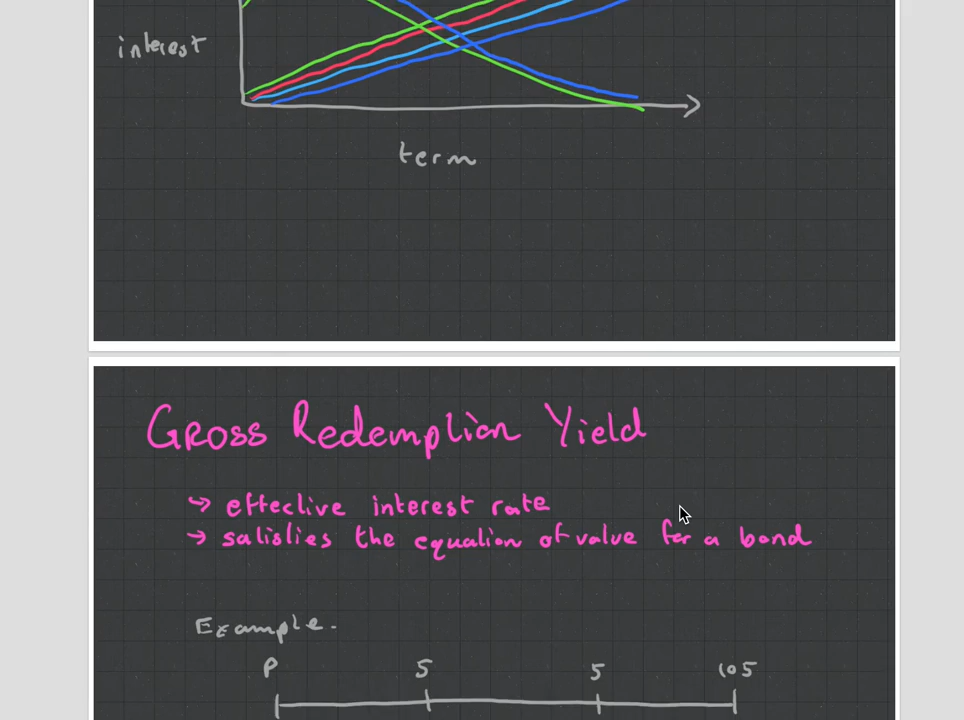 interest
term
Gross Redemption Yield
↪ effective interest rate
→ satisfies the equation of value for a bond
Example.
P 5 5 105